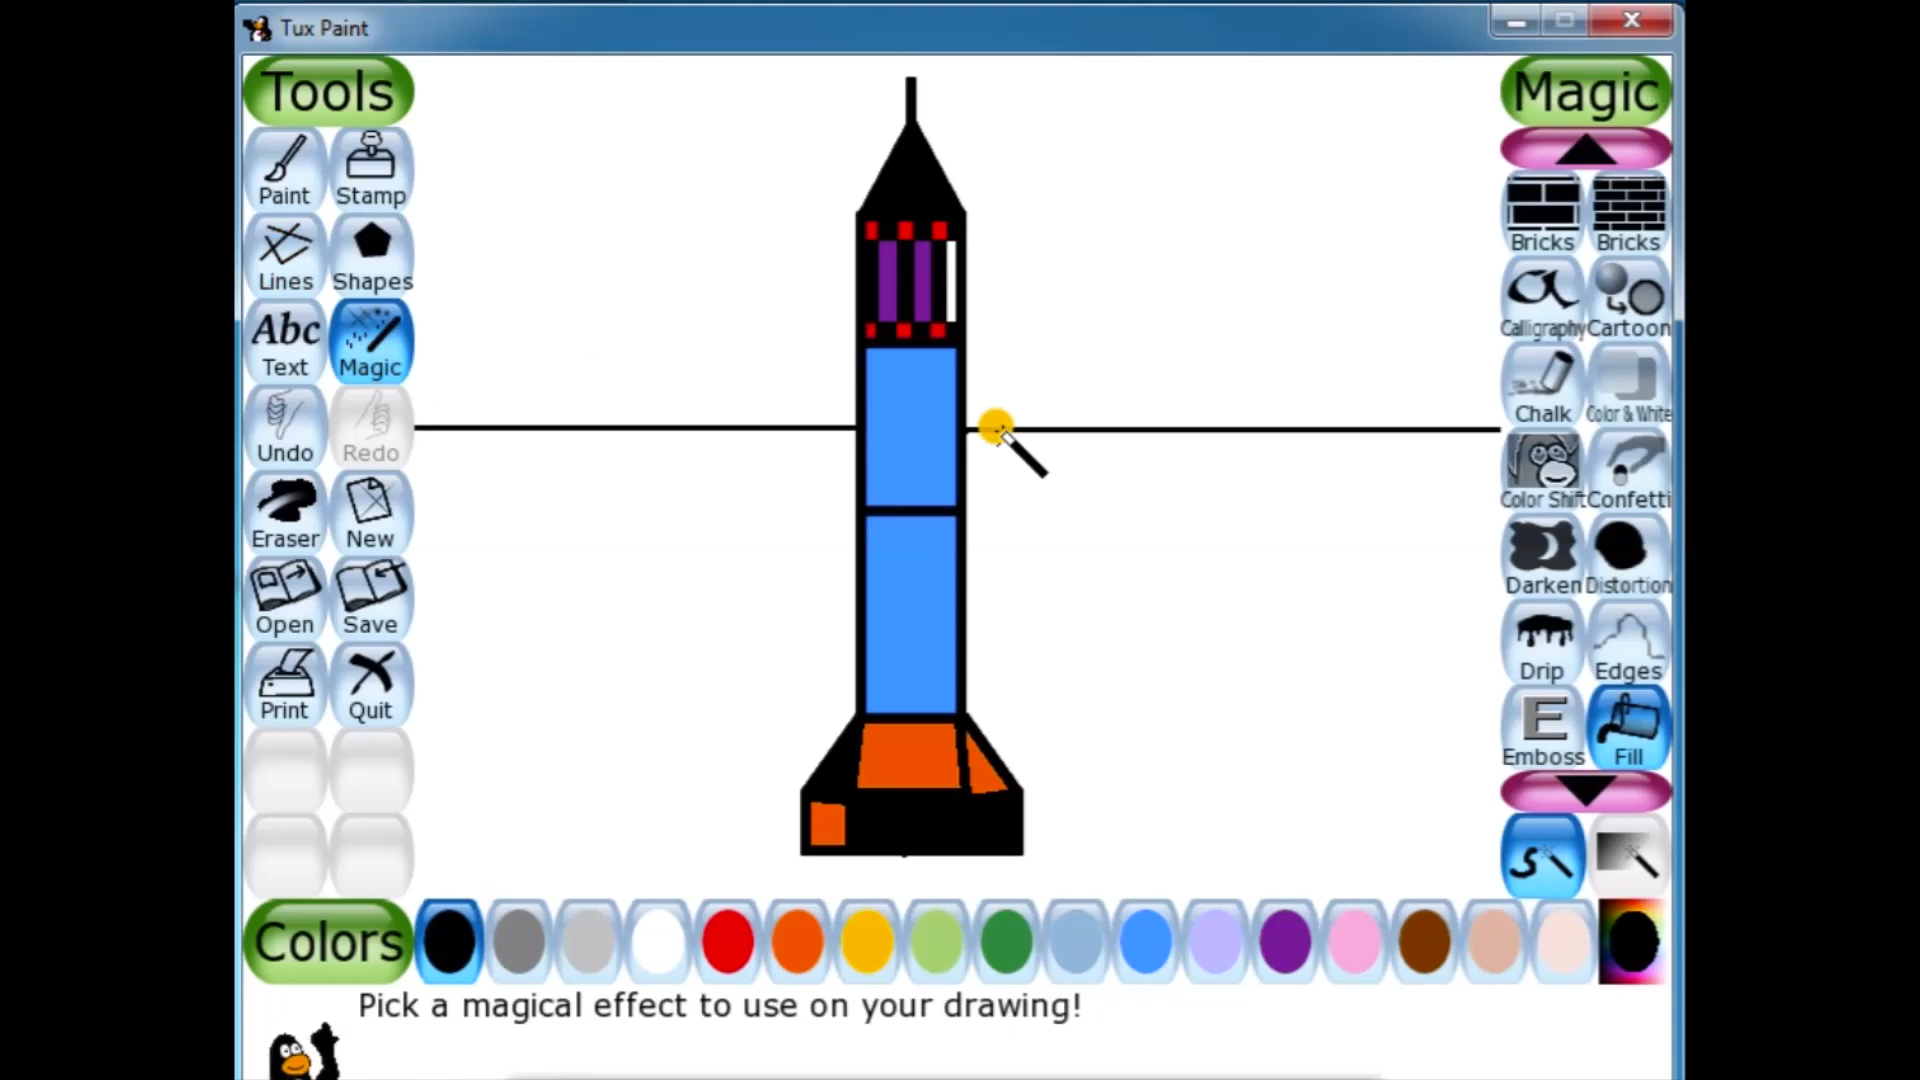 Tux Paint
Tools
Magic
Paint Stamp
Lines Shapes
Abc
Text Magic
Undo Redo
Eraser New
Open Save
Print Quit
Bricks Bricks
Calligraphy Cartoon
Chalk Color & White
Color Shift Confetti
Darken Distortion
Drip Edges
E
Emboss Fill
Colors
Pick a magical effect to use on your drawing!